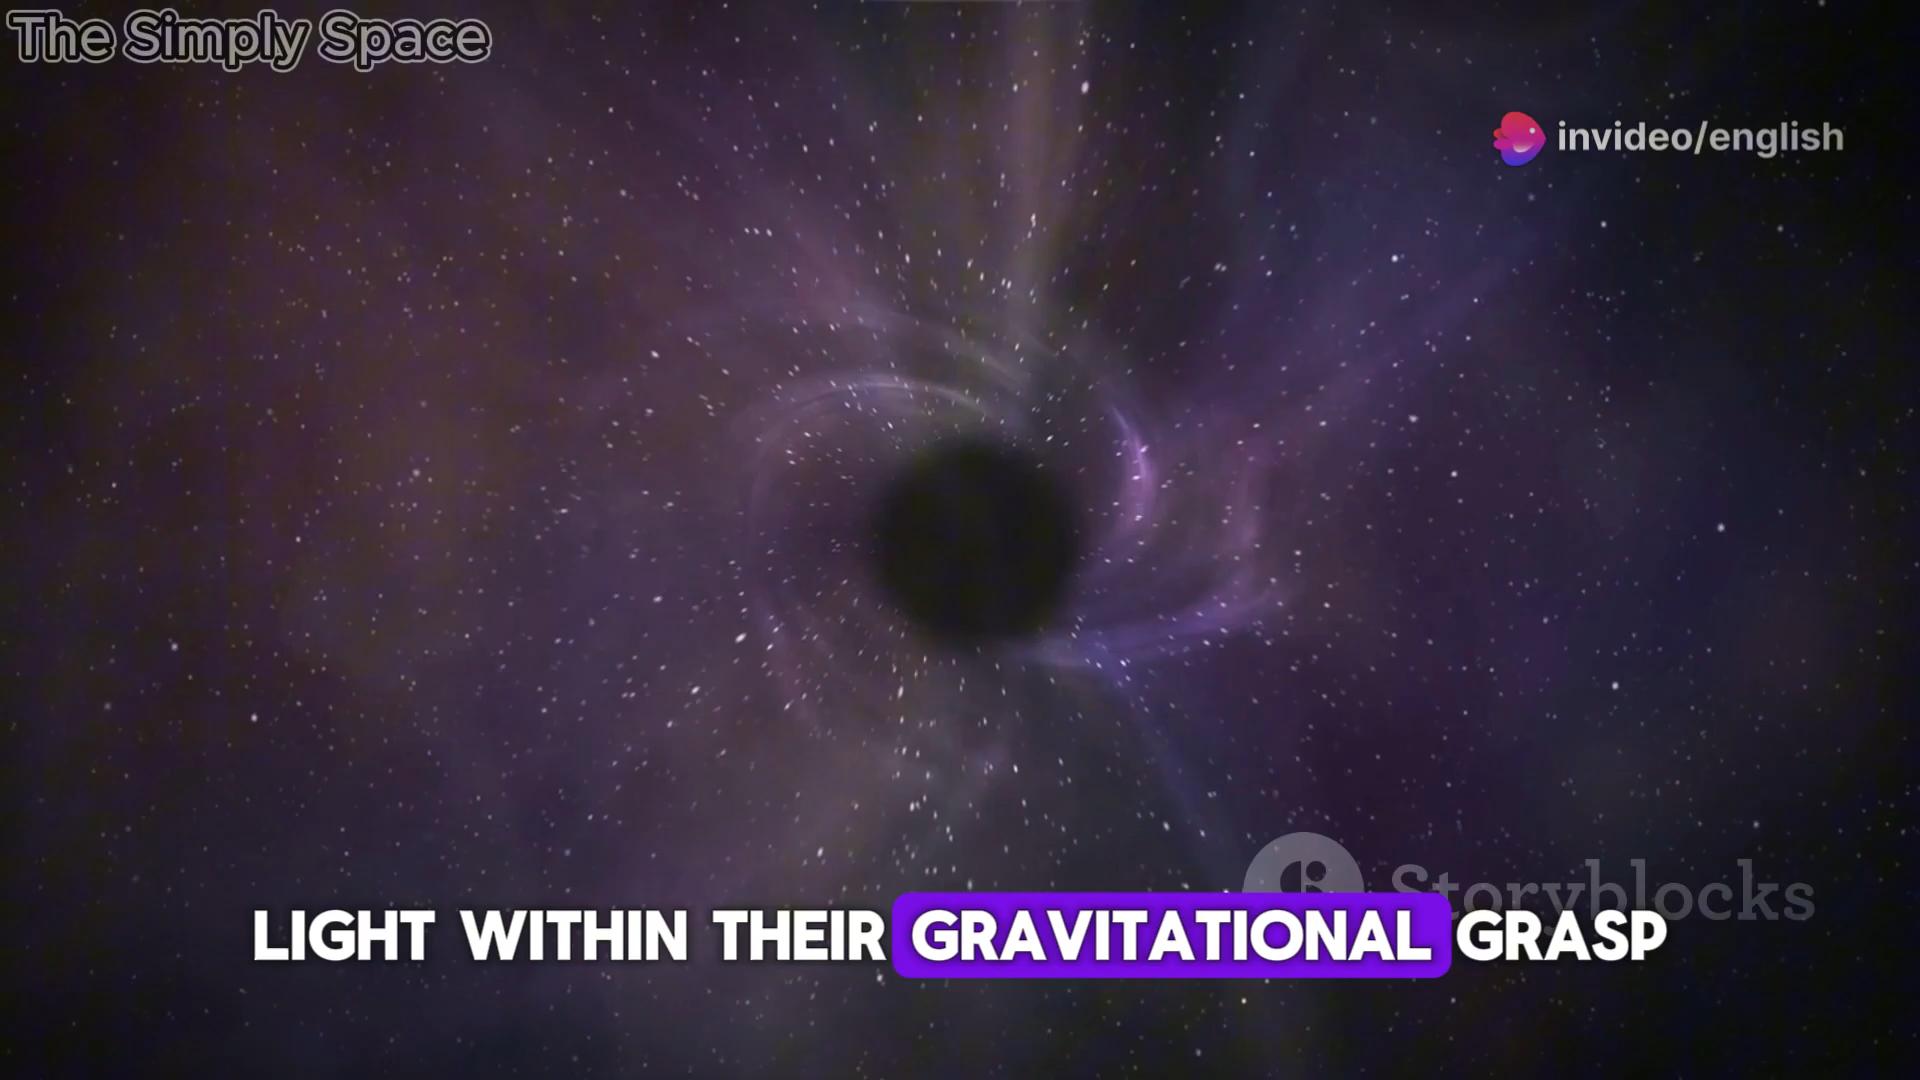 The Simply Space
invideo/english
Storyblocks
LIGHT WITHIN THEIR GRAVITATIONAL GRASP